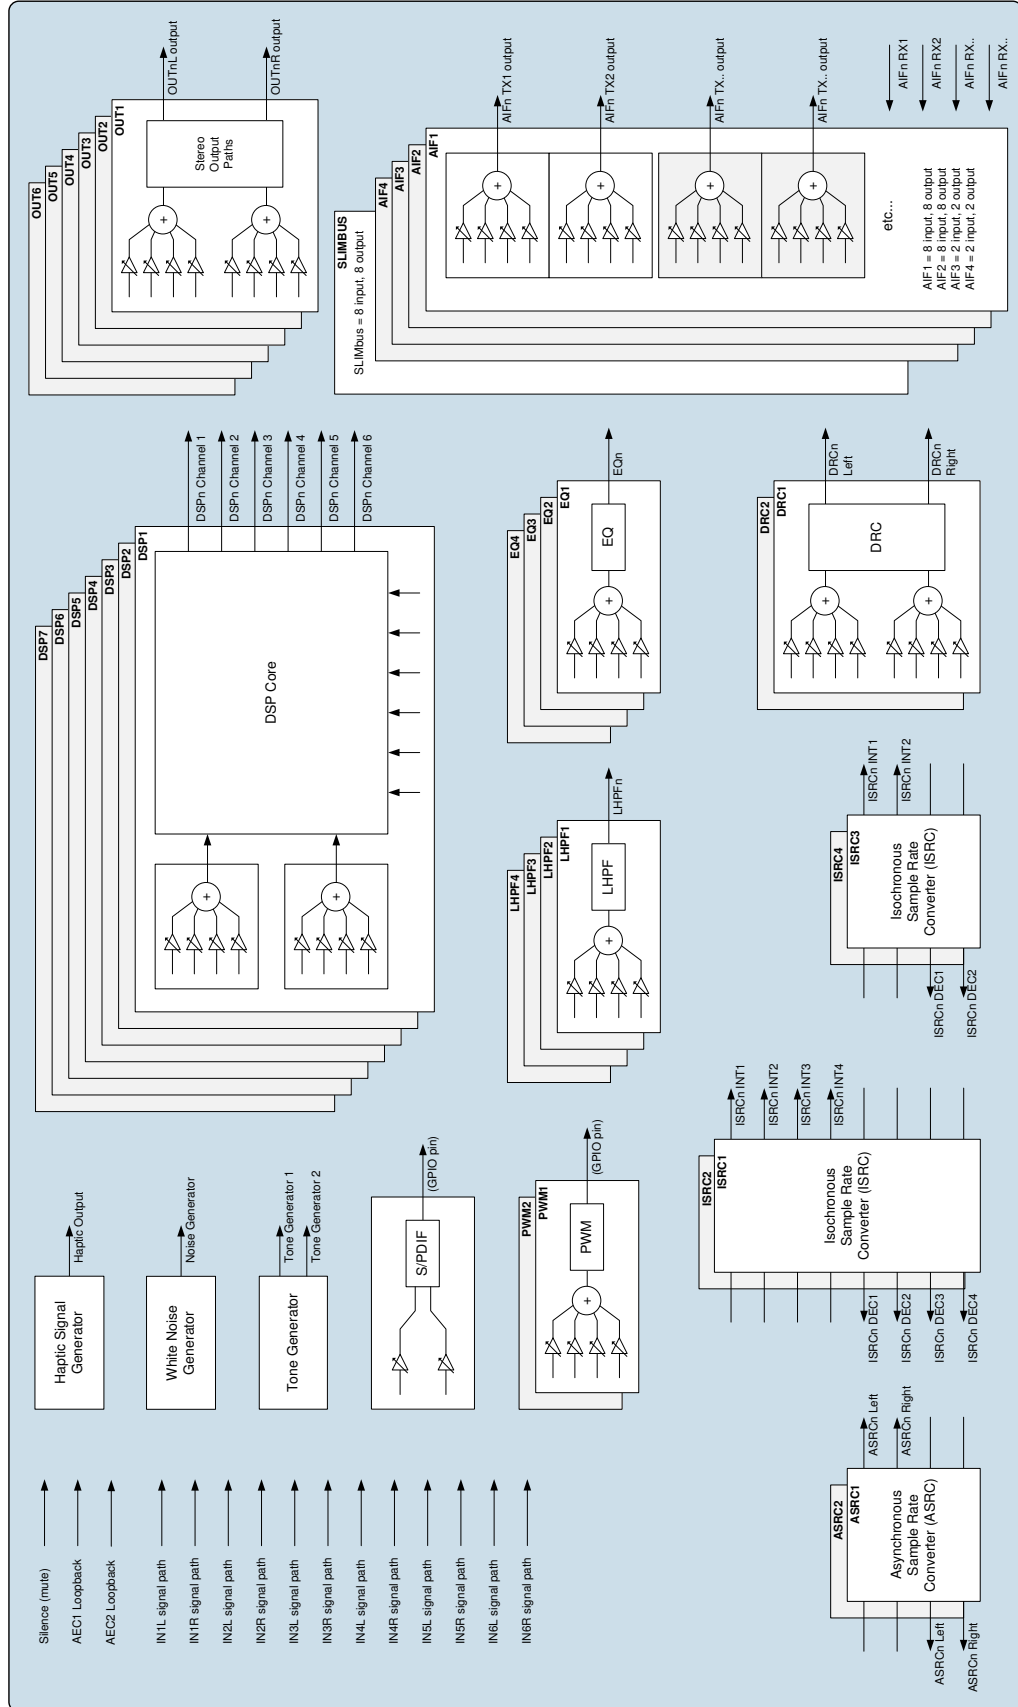 Silence (mute)
AEC1 Loopback
AEC2 Loopback
IN1L signal path
IN1R signal path
IN2L signal path
IN2R signal path
IN3L signal path
IN3R signal path
IN4L signal path
IN4R signal path
IN5L signal path
IN5R signal path
IN6L signal path
IN6R signal path
Haptic Signal
Generator
Haptic Output
White Noise
Generator
Noise Generator
Tone Generator
Tone Generator 1
Tone Generator 2
S/PDIF
(GPIO pin)
PWM2
PWM1
+
PWM
(GPIO pin)
ASRC2
ASRC1
Asynchronous
Sample Rate
Converter (ASRC)
ASRCn Left
ASRCn Right
ASRCn Left
ASRCn Right
ISRC2
ISRC1
Isochronous
Sample Rate
Converter (ISRC)
ISRCn INT1
ISRCn INT2
ISRCn INT3
ISRCn INT4
ISRCn DEC1
ISRCn DEC2
ISRCn DEC3
ISRCn DEC4
ISRC4
ISRC3
Isochronous
Sample Rate
Converter (ISRC)
ISRCn INT1
ISRCn INT2
ISRCn DEC1
ISRCn DEC2
DSP7
DSP6
DSP5
DSP4
DSP3
DSP2
DSP1
+
+
DSP Core
DSPn Channel 1
DSPn Channel 2
DSPn Channel 3
DSPn Channel 4
DSPn Channel 5
DSPn Channel 6
LHPF4
LHPF3
LHPF2
LHPF1
+
LHPF
LHPFn
EQ4
EQ3
EQ2
EQ1
+
EQ
EQn
DRC2
DRC1
+
+
DRC
DRCn
Left
DRCn
Right
OUT6
OUT5
OUT4
OUT3
OUT2
OUT1
+
+
Stereo
Output
Paths
OUTnL output
OUTnR output
SLIMBUS
SLIMbus = 8 input, 8 output
AIF4
AIF3
AIF2
AIF1
+
+
+
+
AIFn TX1 output
AIFn TX2 output
AIFn TX.. output
AIFn TX.. output
etc...
AIF1 = 8 input, 8 output
AIF2 = 8 input, 8 output
AIF3 = 2 input, 2 output
AIF4 = 2 input, 2 output
AIFn RX1
AIFn RX2
AIFn RX..
AIFn RX..